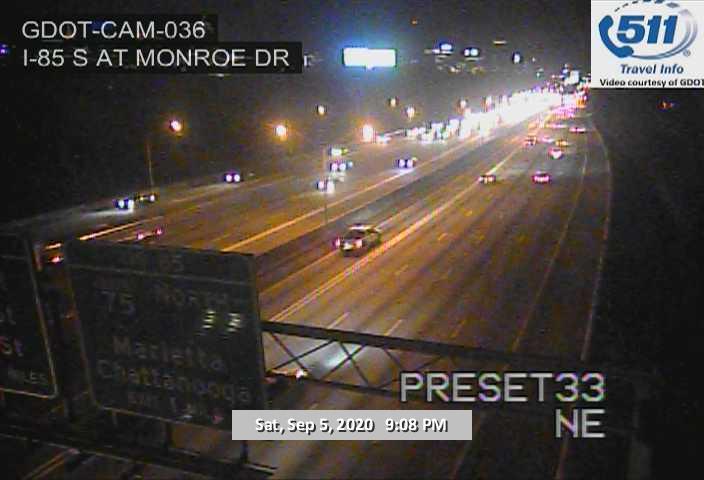 GDOT-CAM-036
I-85 S AT MONROE DR
511
Travel Info
Video courtesy of GDOT
75
NORTH
Marietta
Chattanooga
MILES
PRESET33
NE
Sat, Sep 5, 2020 9:08 PM